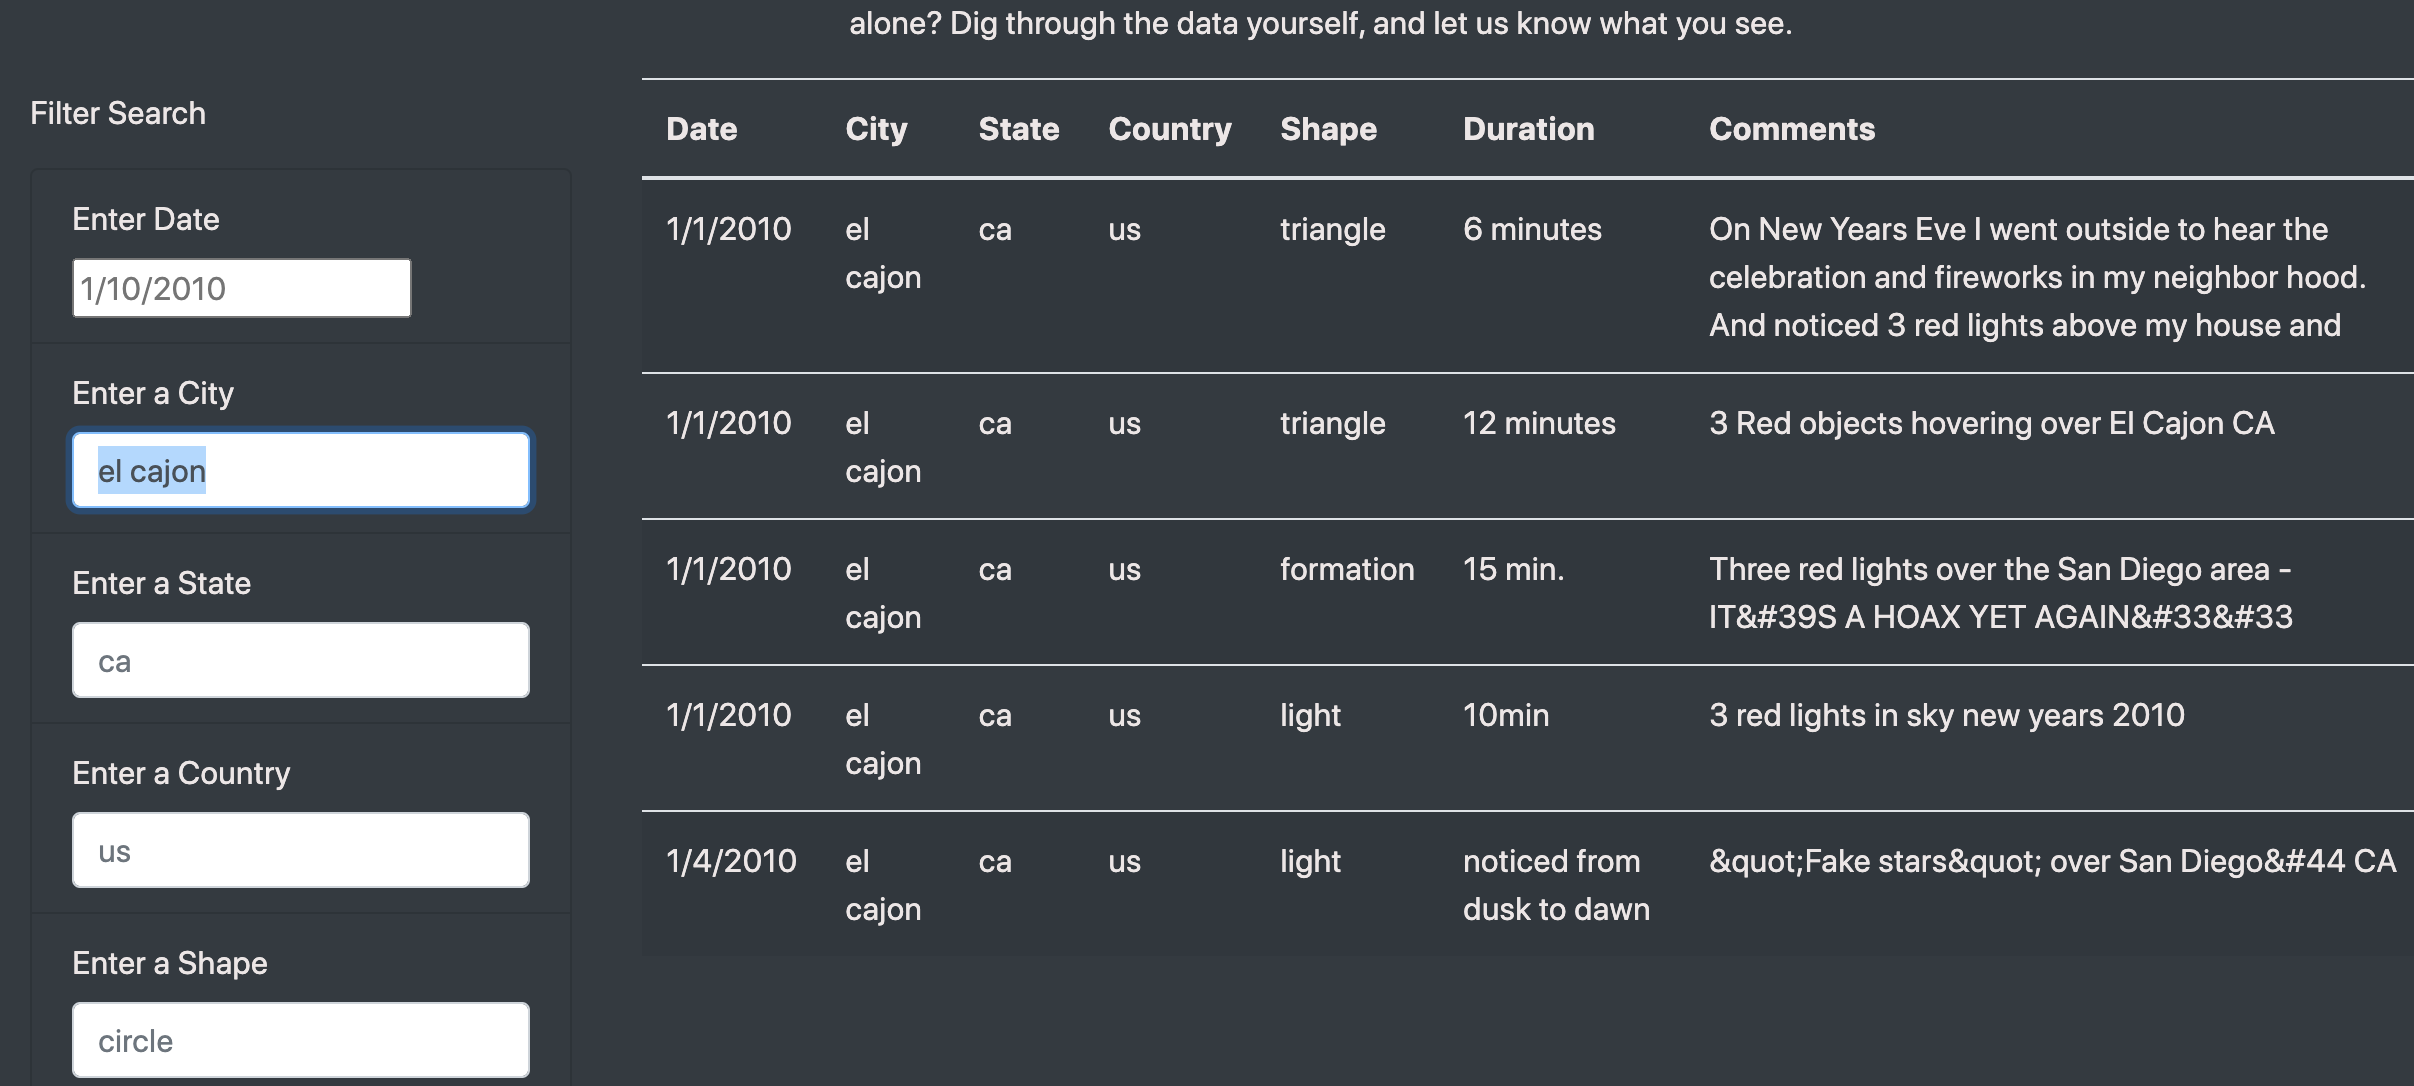 alone? Dig through the data yourself, and let us know what you see.
Filter Search
Enter Date
1/10/2010
Enter a City
el cajon
Enter a State
ca
Enter a Country
us
Enter a Shape
circle
Date City State Country Shape Duration Comments
1/1/2010 el ca us triangle 6 minutes On New Years Eve I went outside to hear the
cajon celebration and fireworks in my neighbor hood.
And noticed 3 red lights above my house and
1/1/2010 el ca us triangle 12 minutes 3 Red objects hovering over El Cajon CA
cajon
1/1/2010 el ca us formation 15 min. Three red lights over the San Diego area -
cajon IT&#39S A HOAX YET AGAIN&#33&#33
1/1/2010 el ca us light 10min 3 red lights in sky new years 2010
cajon
1/4/2010 el ca us light noticed from &quot;Fake stars&quot; over San Diego&#44 CA
cajon dusk to dawn